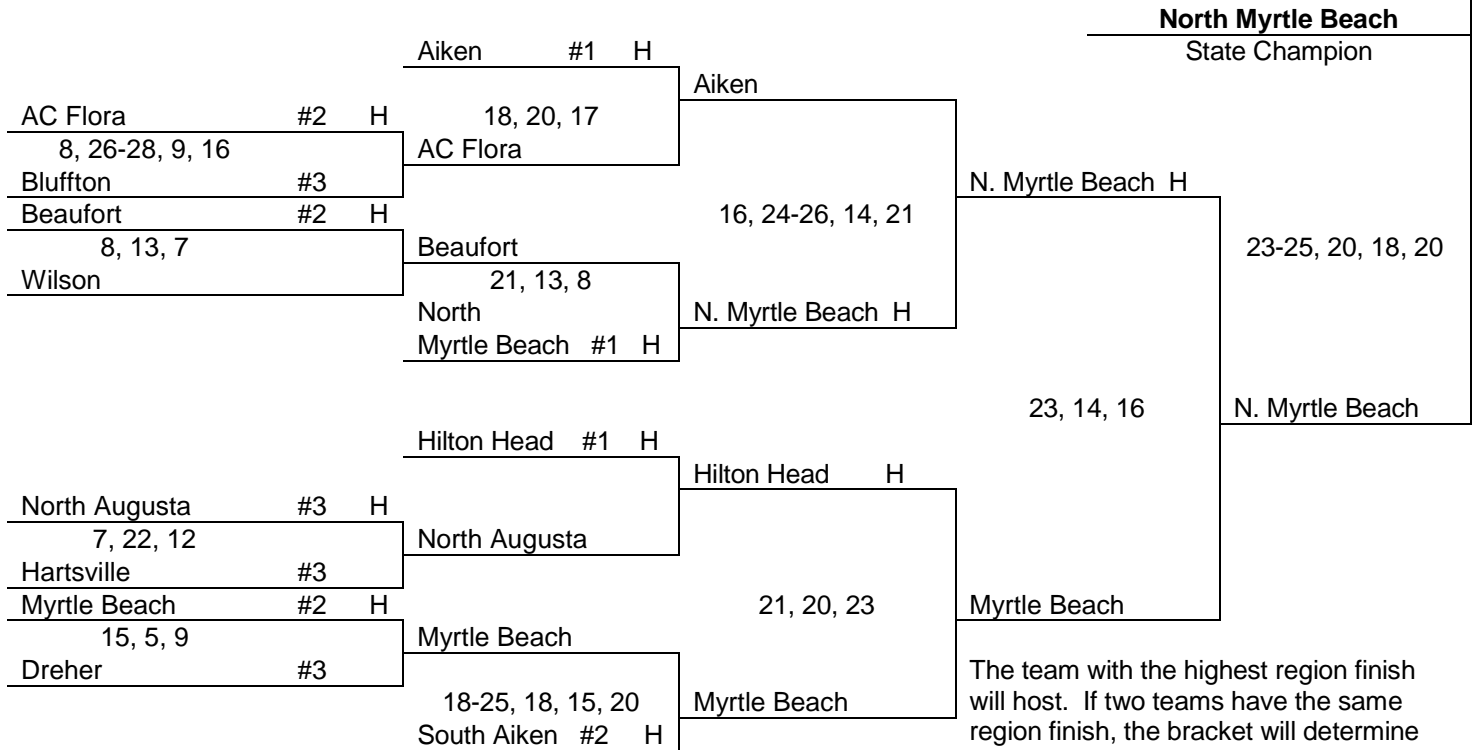 North Myrtle Beach
Aiken #1 H
State Champion
Aiken
AC Flora #2 H
18, 20, 17
8, 26-28, 9, 16
AC Flora
Bluffton #3
N. Myrtle Beach H
Beaufort #2 H
16, 24-26, 14, 21
8, 13, 7
Beaufort
23-25, 20, 18, 20
Wilson
21, 13, 8
North
N. Myrtle Beach H
Myrtle Beach #1 H
23, 14, 16
N. Myrtle Beach
Hilton Head #1 H
Hilton Head H
North Augusta #3 H
7, 22, 12
North Augusta
Hartsville #3
Myrtle Beach #2 H
21, 20, 23
Myrtle Beach
15, 5, 9
Myrtle Beach
Dreher #3
The team with the highest region finish
18-25, 18, 15, 20
Myrtle Beach
will host. If two teams have the same
South Aiken #2 H
region finish, the bracket will determine